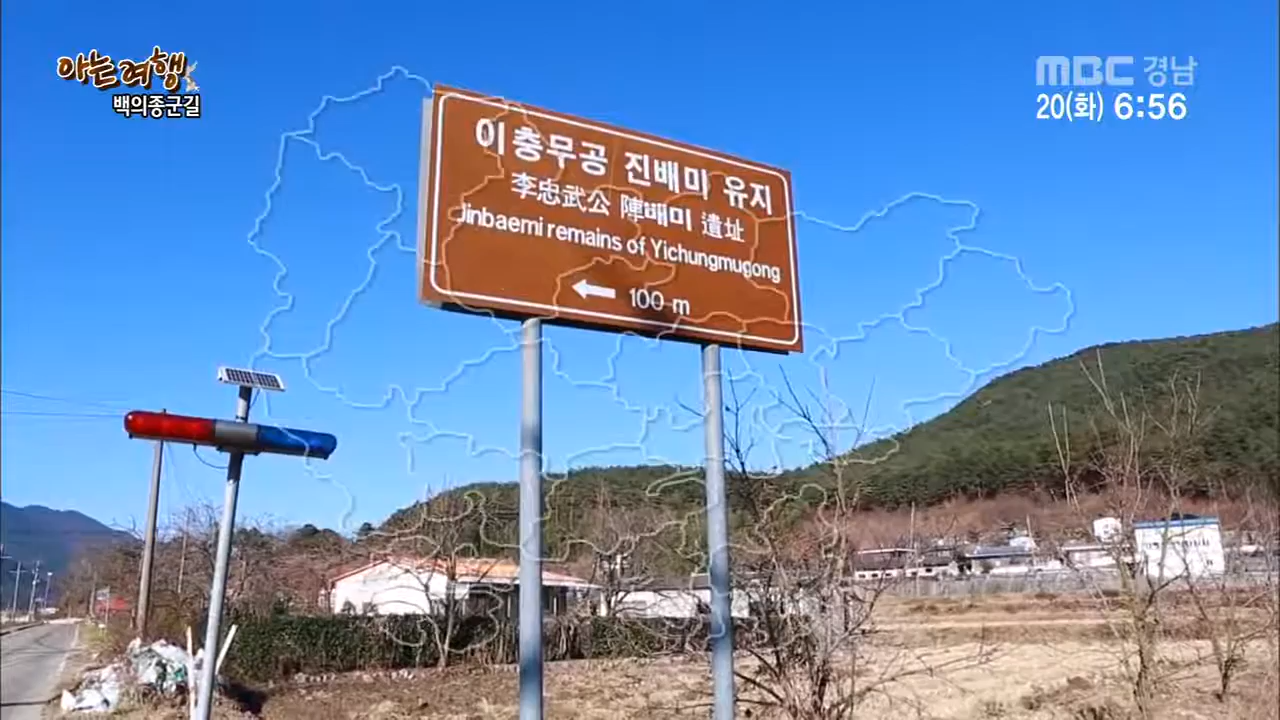 아는 여행
백의종군길
MBC 경남
20(화) 6:56
이충무공 진배미 유지
李忠武公 陣배미 遺址
Jinbaemi remains of Yichungmugong
100 m